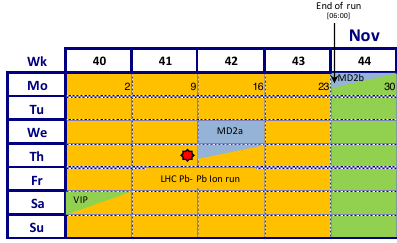 End of run
[06:00]
Nov
Wk 40 41 42 43 44
Mo 2 9 16 23 MD2b 30
Tu
We MD2a
Th
Fr LHC Pb- Pb Ion run
Sa VIP
Su